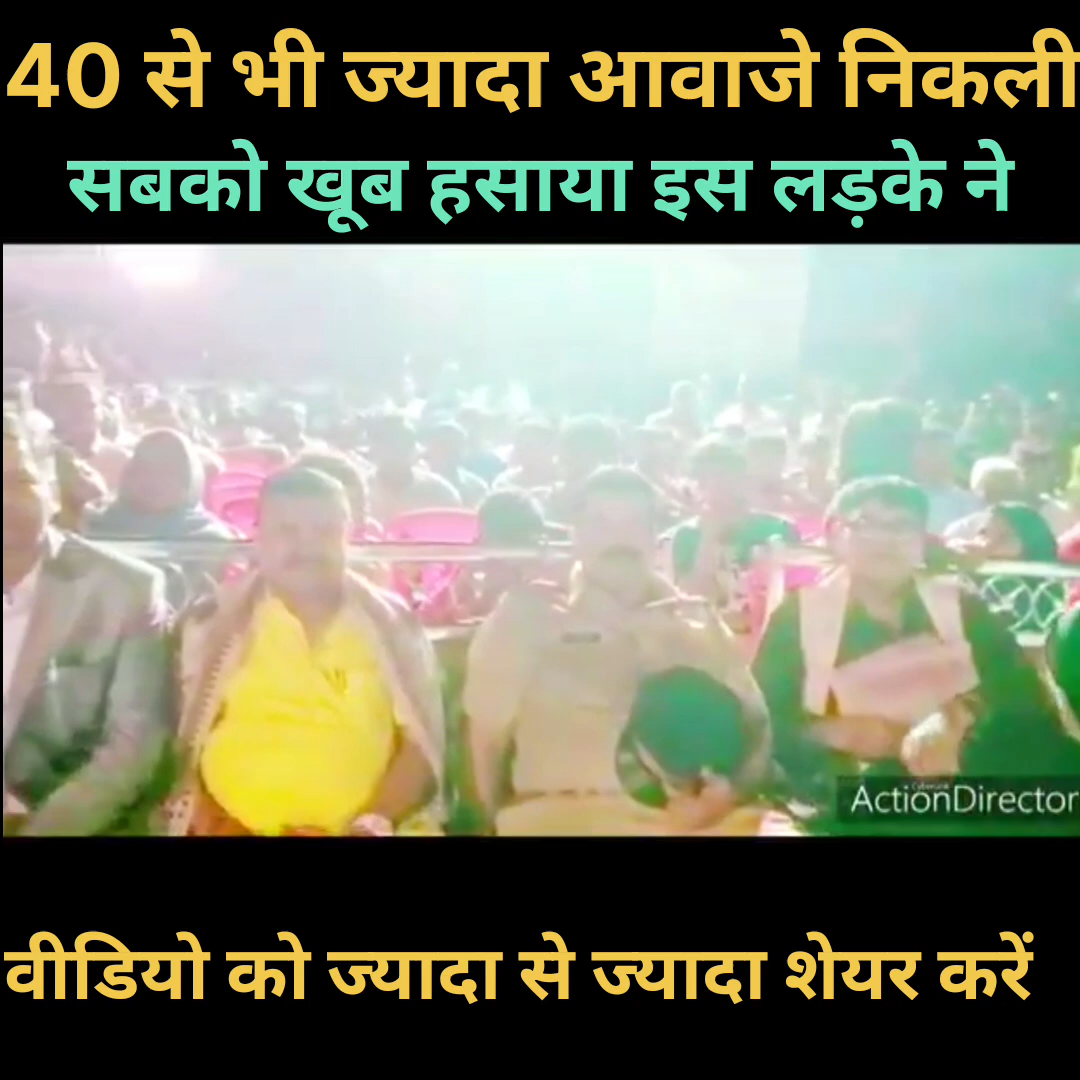 40 से भी ज्यादा आवाजे निकली
सबको खूब हसाया इस लड़के ने
ActionDirector
वीडियो को ज्यादा से ज्यादा शेयर करें